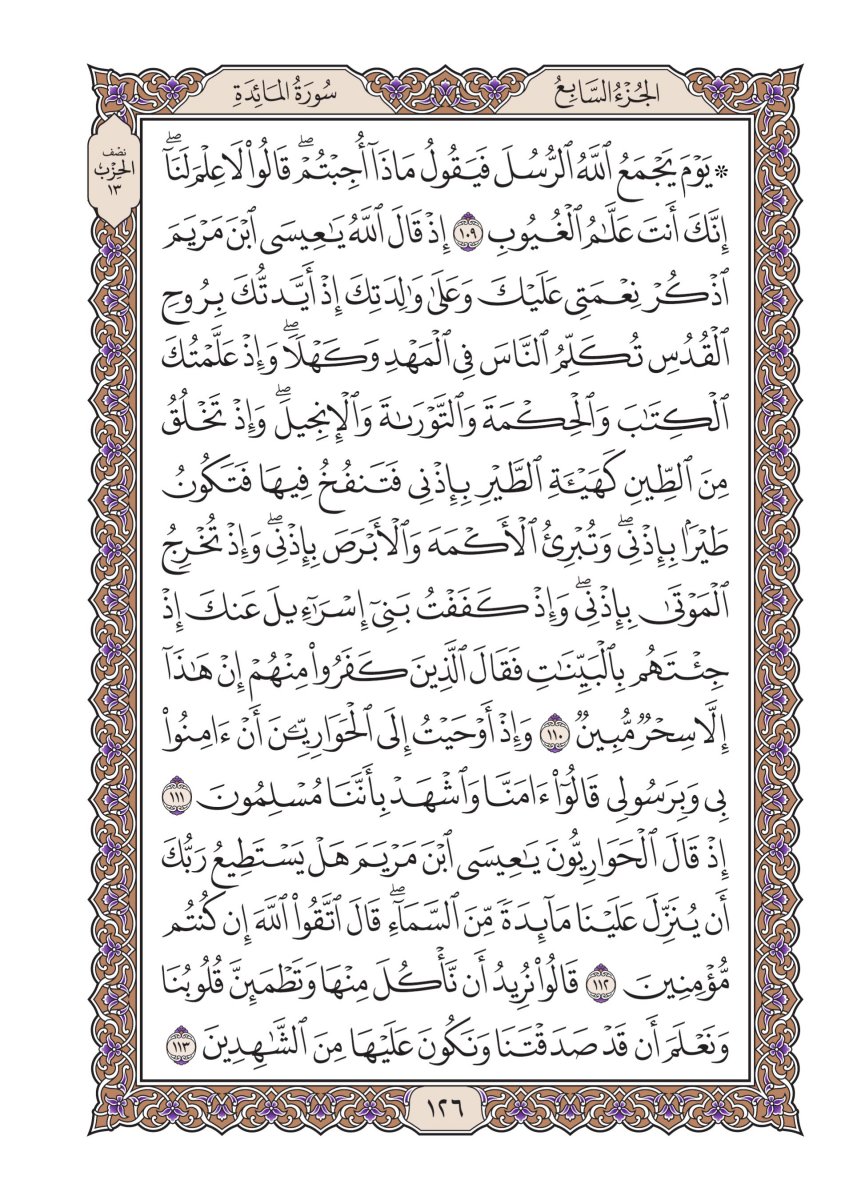 الجُزْءُ السَّابِعُ
سُورَةُ المَائِدَةِ
نصف
الحِزْب
١٣
۞ يَوۡمَ يَجۡمَعُ ٱللَّهُ ٱلرُّسُلَ فَيَقُولُ مَاذَآ أُجِبۡتُمۡۖ قَالُواْ لَا عِلۡمَ لَنَآۖ
إِنَّكَ أَنتَ عَلَّٰمُ ٱلۡغُيُوبِ ١٠٩ إِذۡ قَالَ ٱللَّهُ يَٰعِيسَى ٱبۡنَ مَرۡيَمَ
ٱذۡكُرۡ نِعۡمَتِي عَلَيۡكَ وَعَلَىٰ وَٰلِدَتِكَ إِذۡ أَيَّدتُّكَ بِرُوحِ
ٱلۡقُدُسِ تُكَلِّمُ ٱلنَّاسَ فِي ٱلۡمَهۡدِ وَكَهۡلٗاۖ وَإِذۡ عَلَّمۡتُكَ
ٱلۡكِتَٰبَ وَٱلۡحِكۡمَةَ وَٱلتَّوۡرَىٰةَ وَٱلۡإِنجِيلَۖ وَإِذۡ تَخۡلُقُ
مِنَ ٱلطِّينِ كَهَيۡـَٔةِ ٱلطَّيۡرِ بِإِذۡنِي فَتَنفُخُ فِيهَا فَتَكُونُ
طَيۡرَۢا بِإِذۡنِيۖ وَتُبۡرِئُ ٱلۡأَكۡمَهَ وَٱلۡأَبۡرَصَ بِإِذۡنِيۖ وَإِذۡ تُخۡرِجُ
ٱلۡمَوۡتَىٰ بِإِذۡنِيۖ وَإِذۡ كَفَفۡتُ بَنِيٓ إِسۡرَٰٓءِيلَ عَنكَ إِذۡ
جِئۡتَهُم بِٱلۡبَيِّنَٰتِ فَقَالَ ٱلَّذِينَ كَفَرُواْ مِنۡهُمۡ إِنۡ هَٰذَآ
إِلَّا سِحۡرٞ مُّبِينٞ ١١٠ وَإِذۡ أَوۡحَيۡتُ إِلَى ٱلۡحَوَارِيِّـۧنَ أَنۡ ءَامِنُواْ
بِي وَبِرَسُولِي قَالُوٓاْ ءَامَنَّا وَٱشۡهَدۡ بِأَنَّنَا مُسۡلِمُونَ ١١١
إِذۡ قَالَ ٱلۡحَوَارِيُّونَ يَٰعِيسَى ٱبۡنَ مَرۡيَمَ هَلۡ يَسۡتَطِيعُ رَبُّكَ
أَن يُنَزِّلَ عَلَيۡنَا مَآئِدَةٗ مِّنَ ٱلسَّمَآءِۖ قَالَ ٱتَّقُواْ ٱللَّهَ إِن كُنتُم
مُّؤۡمِنِينَ ١١٢ قَالُواْ نُرِيدُ أَن نَّأۡكُلَ مِنۡهَا وَتَطۡمَئِنَّ قُلُوبُنَا
وَنَعۡلَمَ أَن قَدۡ صَدَقۡتَنَا وَنَكُونَ عَلَيۡهَا مِنَ ٱلشَّٰهِدِينَ ١١٣
١٢٦